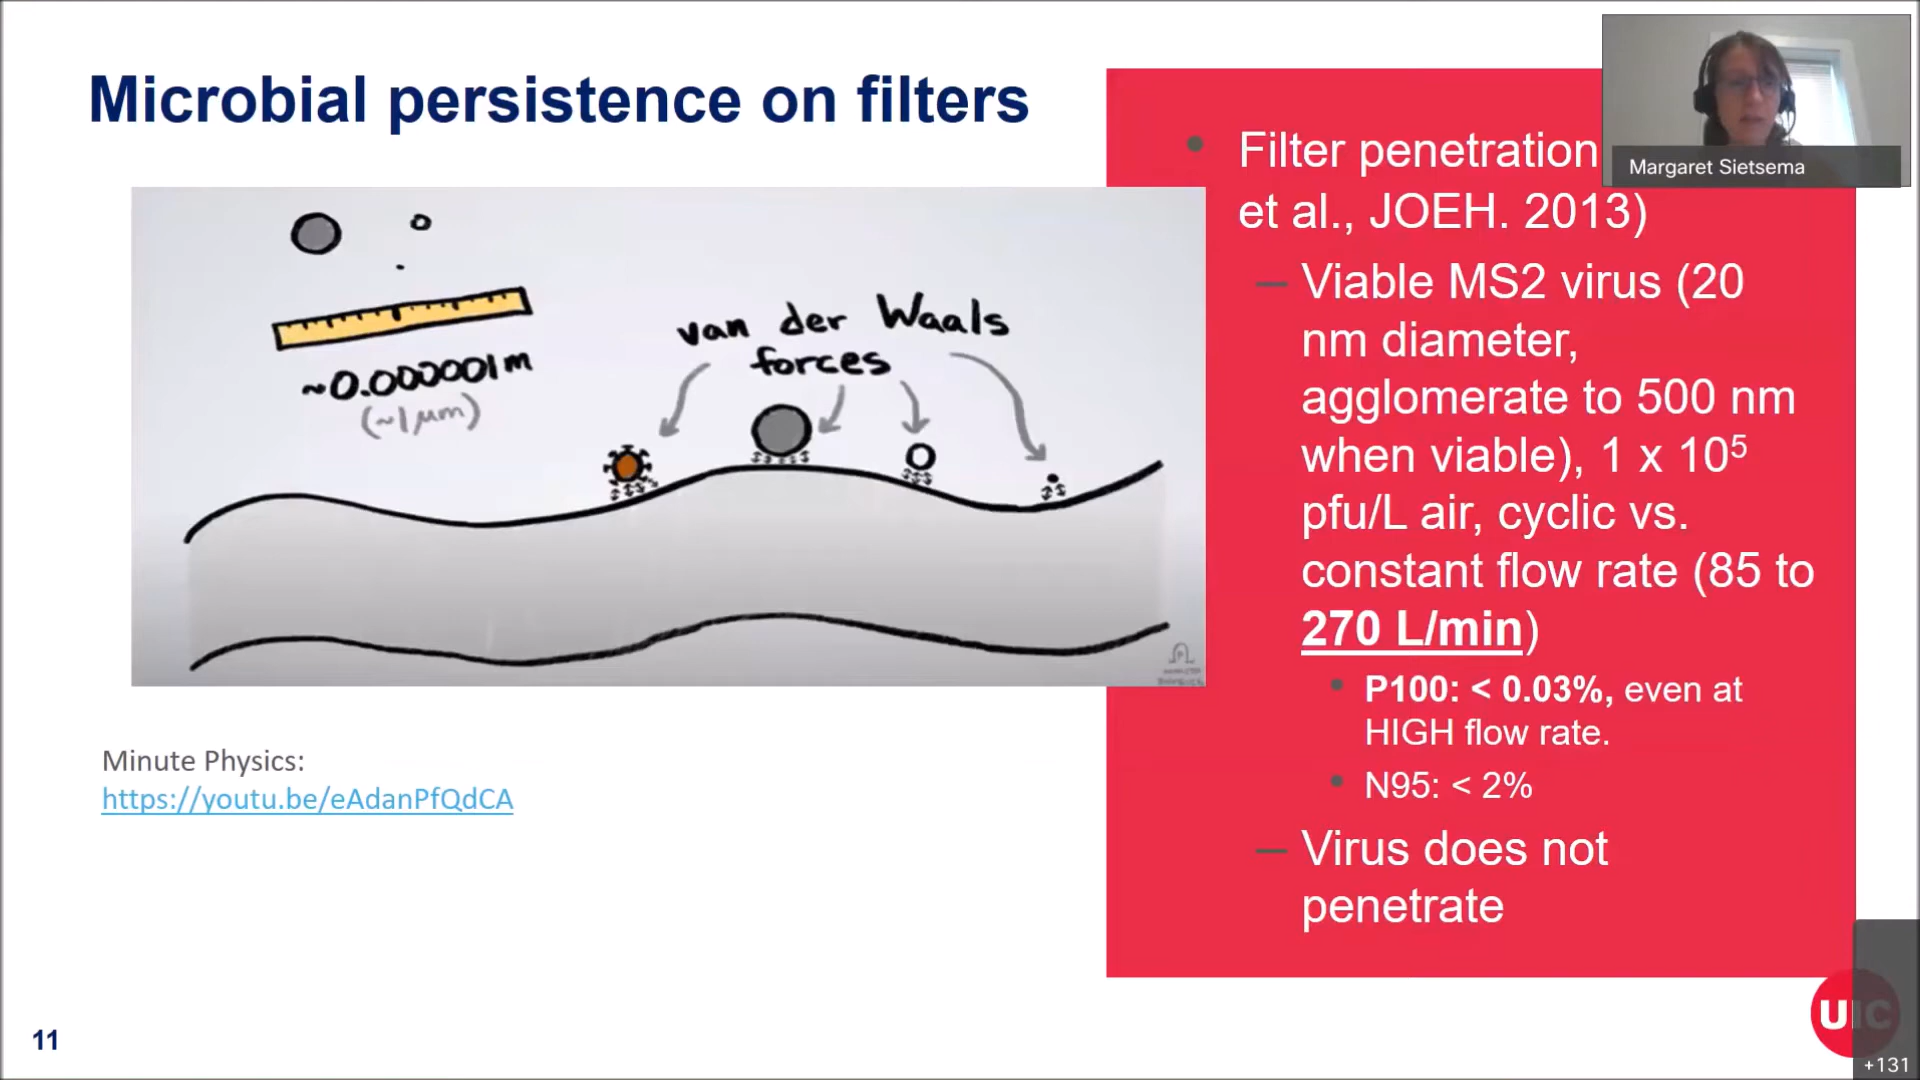 Microbial persistence on filters
~0.000001m
(~1μm)
van der Waals
forces
Minute Physics:
https://youtu.be/eAdanPfQdCA
11
Margaret Sietsema
• Filter penetration
et al., JOEH. 2013)
– Viable MS2 virus (20
nm diameter,
agglomerate to 500 nm
when viable), 1 x 10⁵
pfu/L air, cyclic vs.
constant flow rate (85 to
270 L/min)
• P100: < 0.03%, even at
HIGH flow rate.
• N95: < 2%
– Virus does not
penetrate
UIC
+131